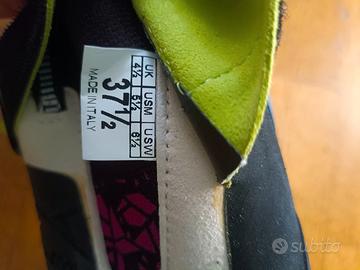 UK USM USW
4½ 5½ 6½
37½
MADE IN ITALY
subito